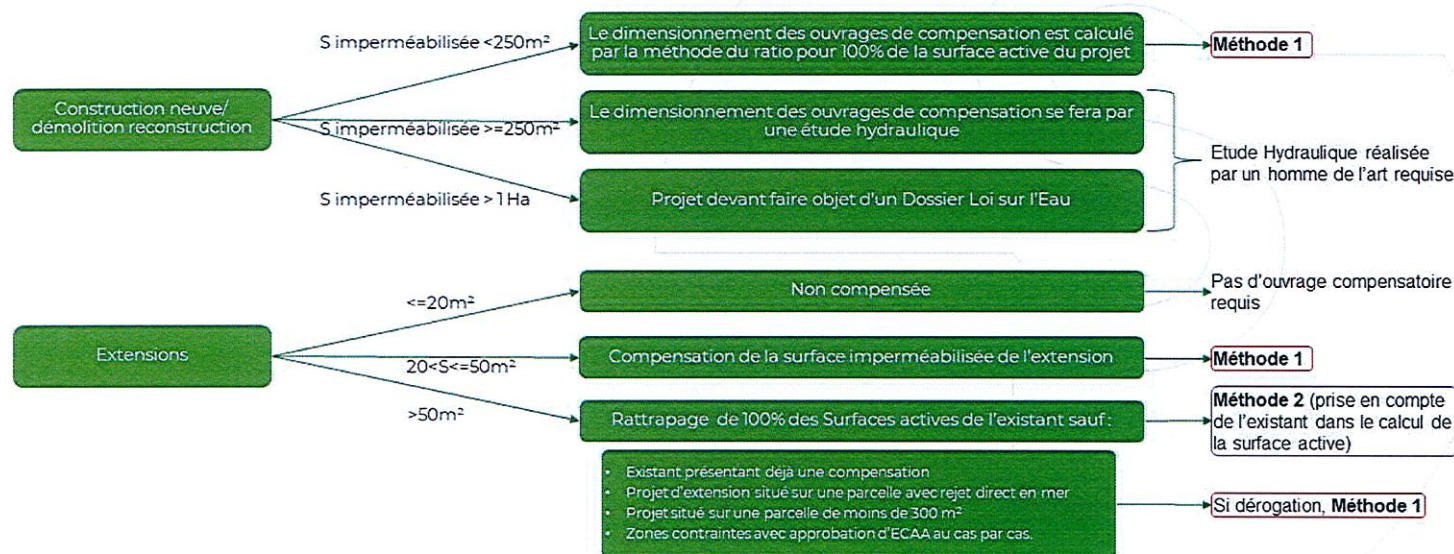 S imperméabilisée <250m²
Le dimensionnement des ouvrages de compensation est calculé
par la méthode du ratio pour 100% de la surface active du projet
Méthode 1
Construction neuve/
démolition reconstruction
S imperméabilisée >=250m²
Le dimensionnement des ouvrages de compensation se fera par
une étude hydraulique
Etude Hydraulique réalisée
par un homme de l'art requise
S imperméabilisée > 1 Ha
Projet devant faire objet d'un Dossier Loi sur l'Eau
Extensions
<=20m²
Non compensée
Pas d'ouvrage compensatoire
requis
20<S<=50m²
Compensation de la surface imperméabilisée de l'extension
Méthode 1
>50m²
Rattrapage de 100% des Surfaces actives de l'existant sauf :
Méthode 2 (prise en compte
de l'existant dans le calcul de
la surface active)
• Existant présentant déjà une compensation
• Projet d'extension situé sur une parcelle avec rejet direct en mer
• Projet situé sur une parcelle de moins de 300 m²
• Zones contraintes avec approbation d'ECAA au cas par cas.
Si dérogation, Méthode 1